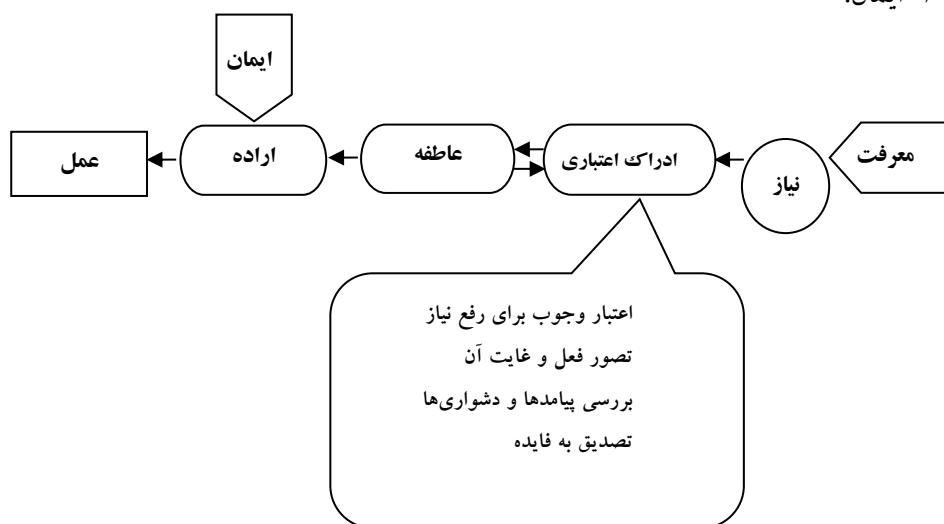 ایمان.
ایمان
معرفت
نیاز
ادراک اعتباری
عاطفه
اراده
عمل
اعتبار وجوب برای رفع نیاز
تصور فعل و غایت آن
بررسی پیامدها و دشواری‌ها
تصدیق به فایده